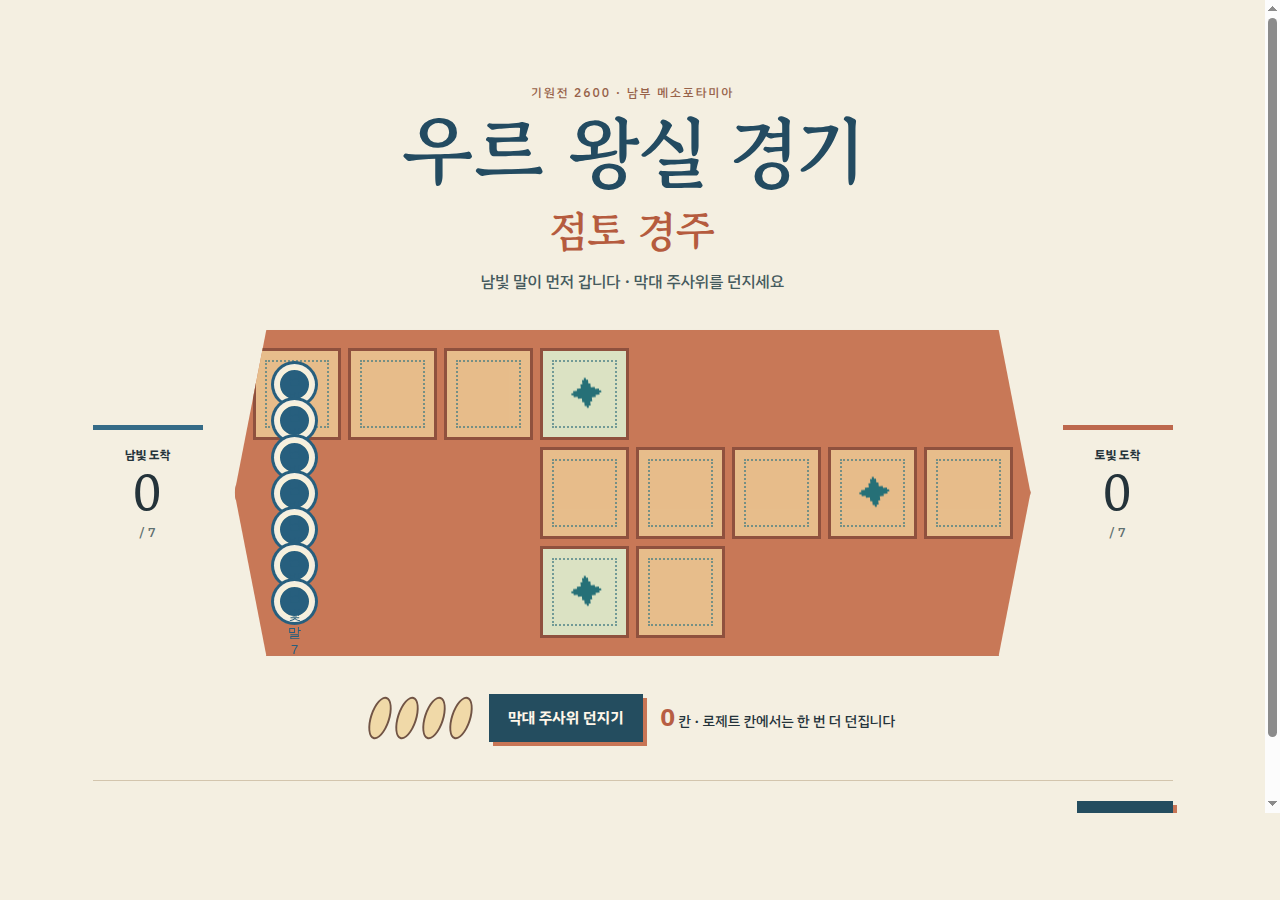 기원전 2600 · 남부 메소포타미아
우르 왕실 경기
점토 경주
남빛 말이 먼저 갑니다 · 막대 주사위를 던지세요
남빛 도착
0
/ 7
토빛 도착
0
/ 7
말
7
막대 주사위 던지기
0 칸 · 로제트 칸에서는 한 번 더 던집니다